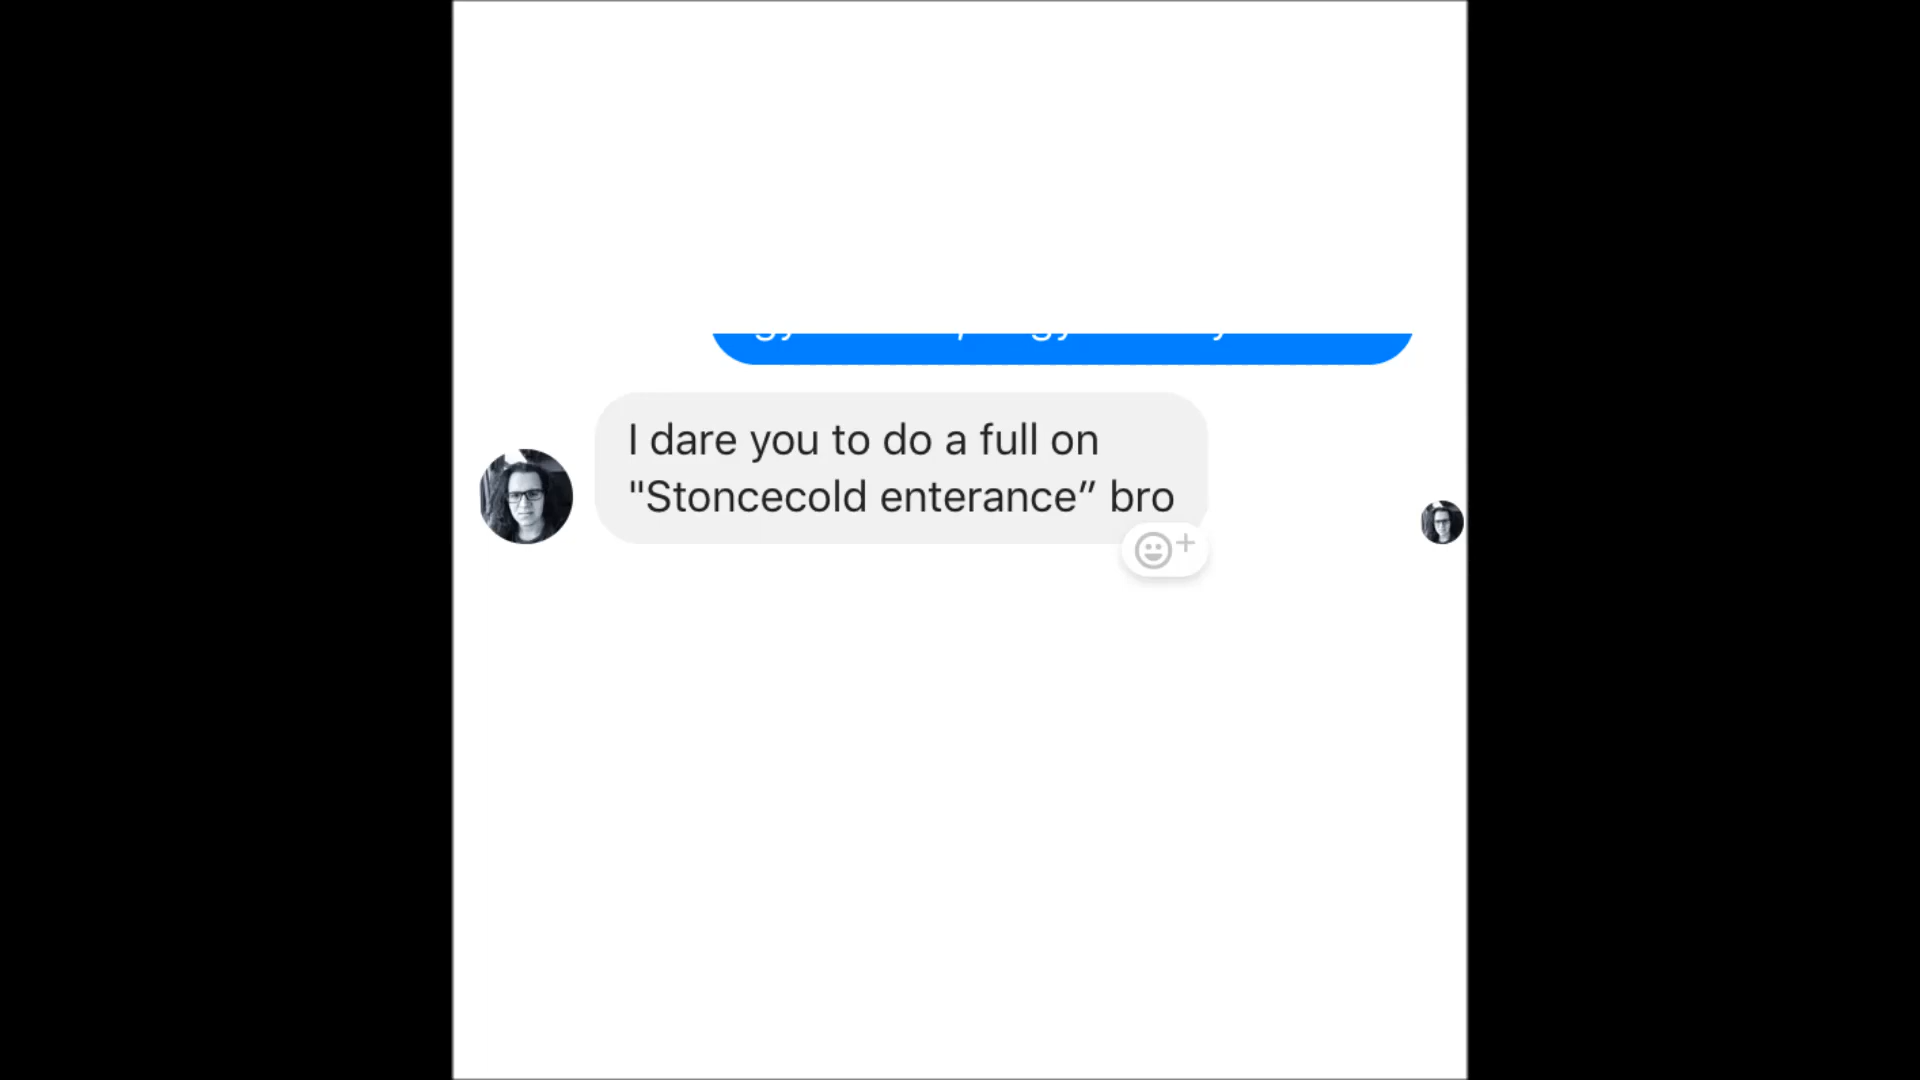 I dare you to do a full on
"Stoncecold enterance” bro